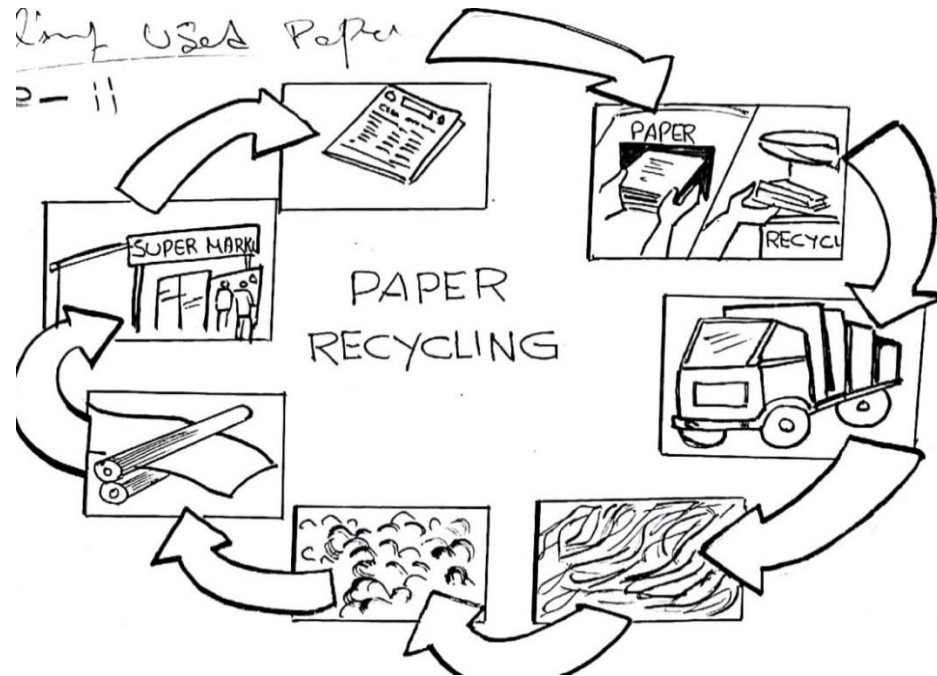 Used Paper
PAPER
RECYCL
SUPER MARK
PAPER
RECYCLING